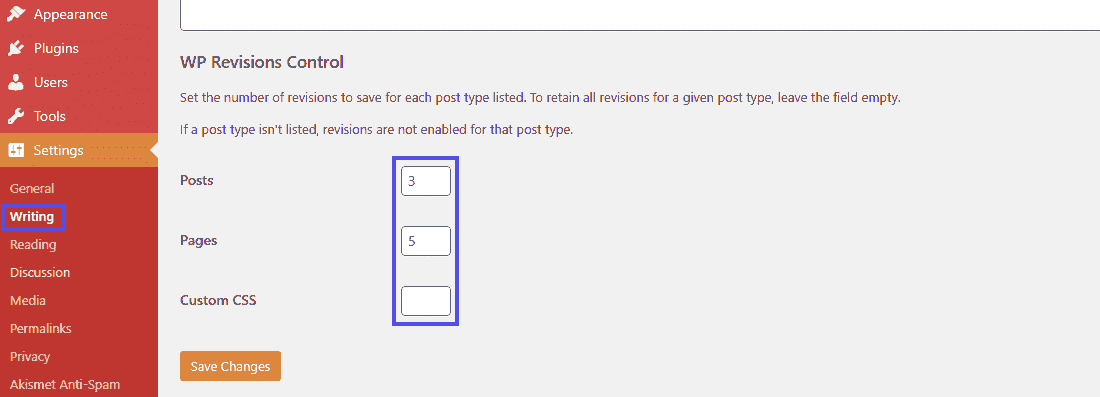 Appearance
Plugins
Users
Tools
Settings
General
Writing
Reading
Discussion
Media
Permalinks
Privacy
Akismet Anti-Spam
WP Revisions Control
Set the number of revisions to save for each post type listed. To retain all revisions for a given post type, leave the field empty.
If a post type isn't listed, revisions are not enabled for that post type.
Posts 3
Pages 5
Custom CSS
Save Changes